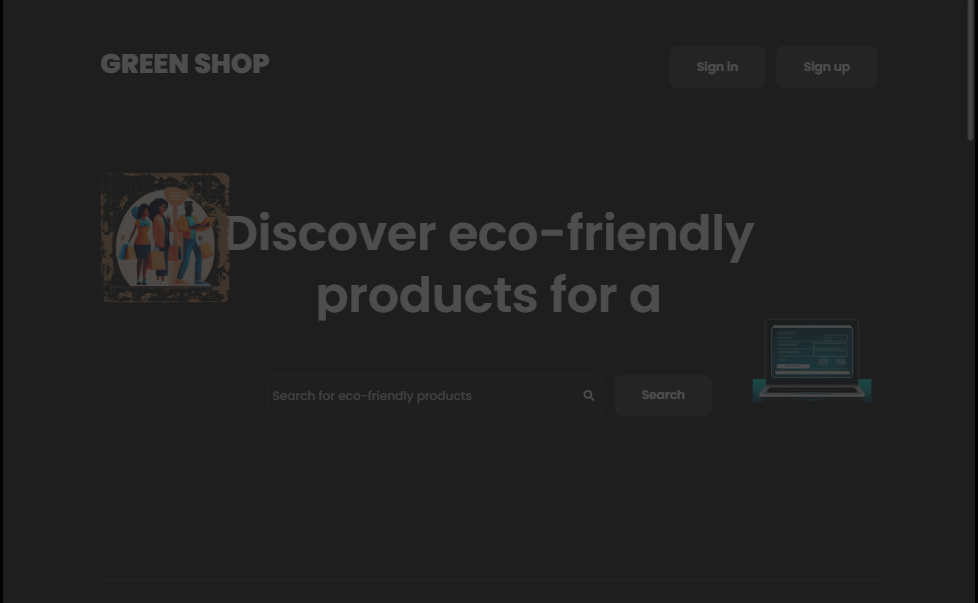 GREEN SHOP
Sign in
Sign up
Discover eco-friendly
products for a
Search for eco-friendly products
Search